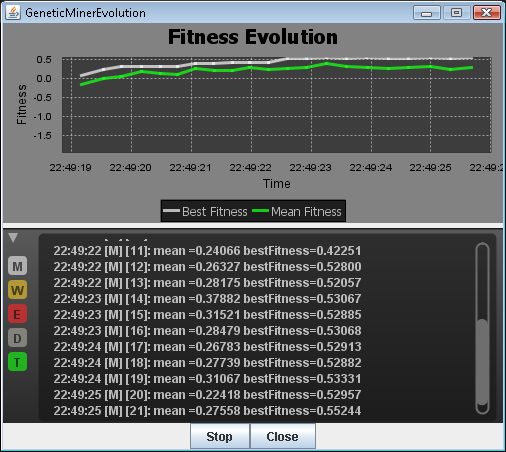 GeneticMinerEvolution
Fitness Evolution
0.5
0.0
-0.5
-1.0
-1.5
Fitness
22:49:19 22:49:20 22:49:21 22:49:22 22:49:23 22:49:24 22:49:25
Time
Best Fitness Mean Fitness
M
W
E
D
T
22:49:22 [M] [11]: mean =0.24066 bestFitness=0.42251
22:49:22 [M] [12]: mean =0.26327 bestFitness=0.52800
22:49:22 [M] [13]: mean =0.28175 bestFitness=0.52057
22:49:23 [M] [14]: mean =0.37882 bestFitness=0.53067
22:49:23 [M] [15]: mean =0.31521 bestFitness=0.52885
22:49:23 [M] [16]: mean =0.28479 bestFitness=0.53068
22:49:24 [M] [17]: mean =0.26783 bestFitness=0.52913
22:49:24 [M] [18]: mean =0.27739 bestFitness=0.52882
22:49:24 [M] [19]: mean =0.31067 bestFitness=0.53331
22:49:25 [M] [20]: mean =0.22418 bestFitness=0.52957
22:49:25 [M] [21]: mean =0.27558 bestFitness=0.55244
Stop Close